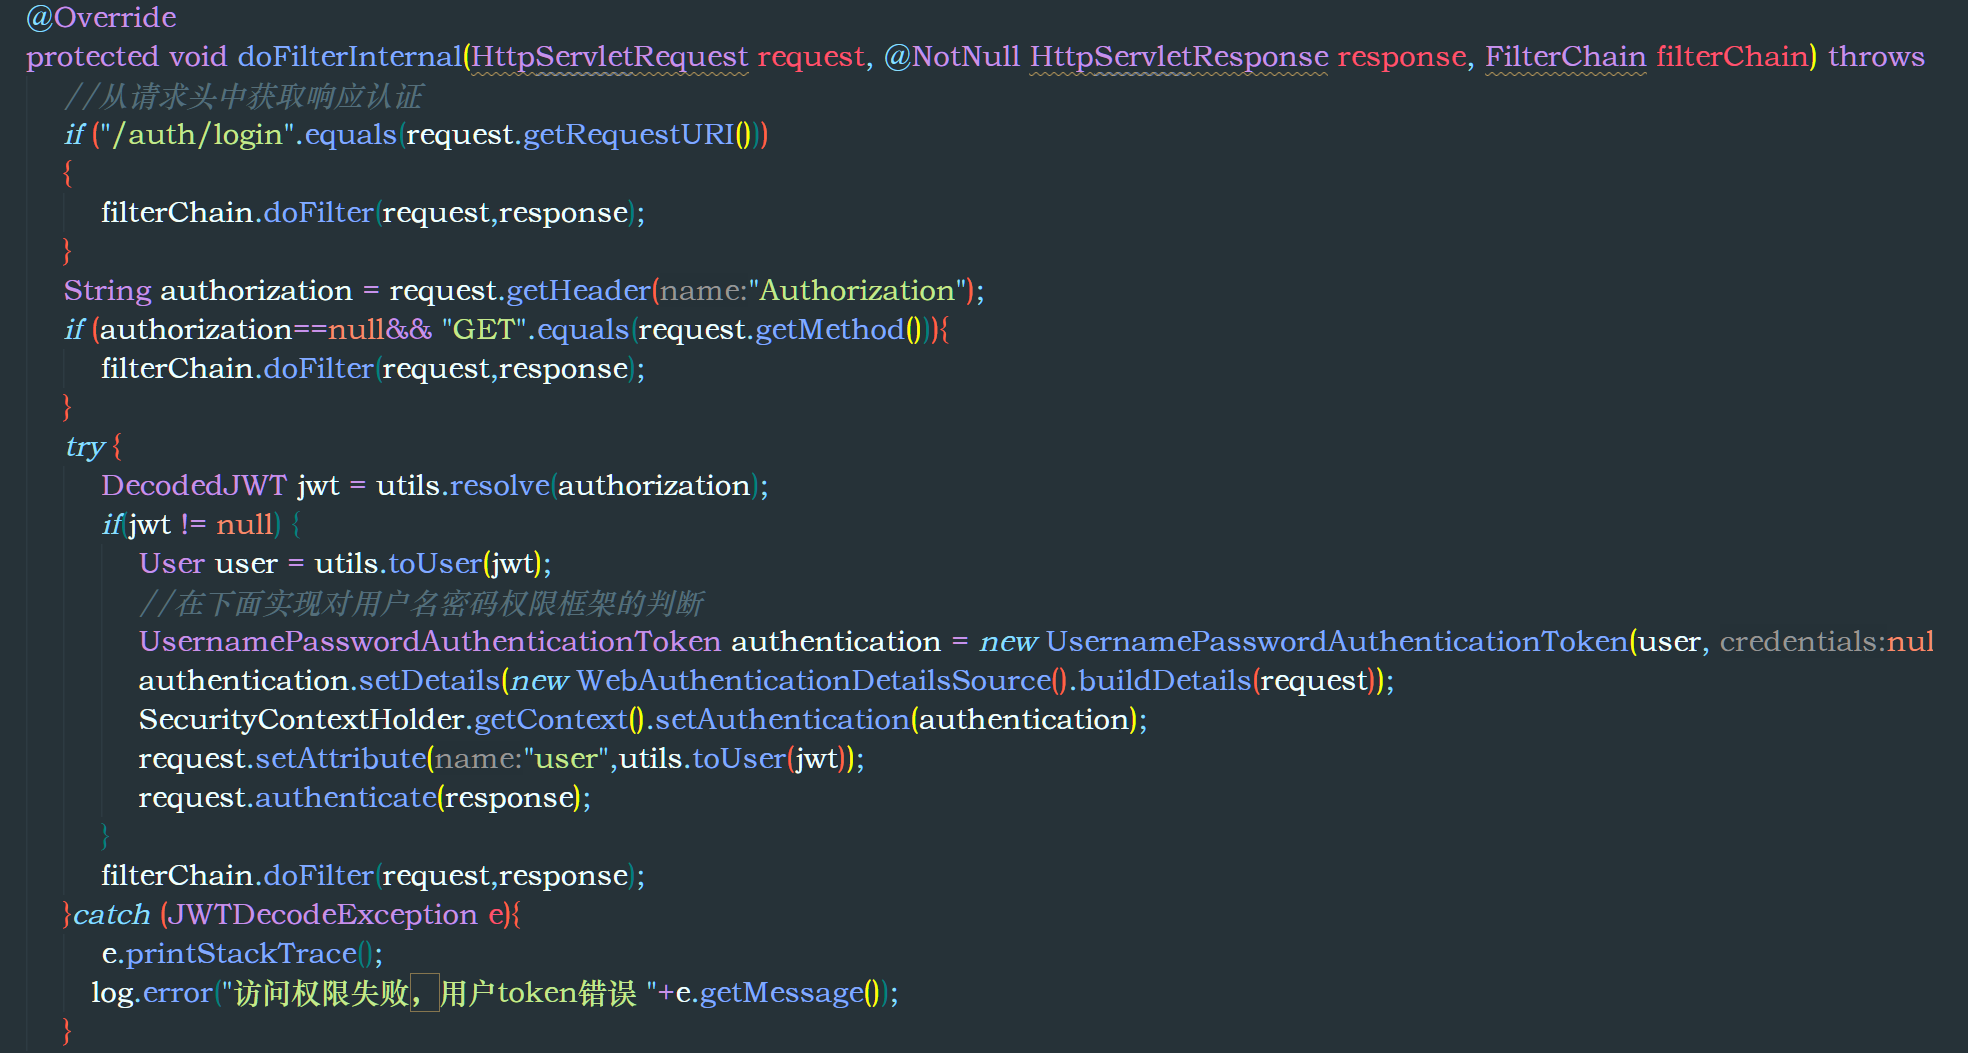 @Override
protected void doFilterInternal(HttpServletRequest request, @NotNull HttpServletResponse response, FilterChain filterChain) throws
//从请求头中获取响应认证
if ("/auth/login".equals(request.getRequestURI()))
{
filterChain.doFilter(request,response);
}
String authorization = request.getHeader(name:"Authorization");
if (authorization==null&& "GET".equals(request.getMethod())){
filterChain.doFilter(request,response);
}
try {
DecodedJWT jwt = utils.resolve(authorization);
if(jwt != null) {
User user = utils.toUser(jwt);
//在下面实现对用户名密码权限框架的判断
UsernamePasswordAuthenticationToken authentication = new UsernamePasswordAuthenticationToken(user, credentials:nul
authentication.setDetails(new WebAuthenticationDetailsSource().buildDetails(request));
SecurityContextHolder.getContext().setAuthentication(authentication);
request.setAttribute(name:"user",utils.toUser(jwt));
request.authenticate(response);
}
filterChain.doFilter(request,response);
}catch (JWTDecodeException e){
e.printStackTrace();
log.error("访问权限失败，用户token错误 "+e.getMessage());
}